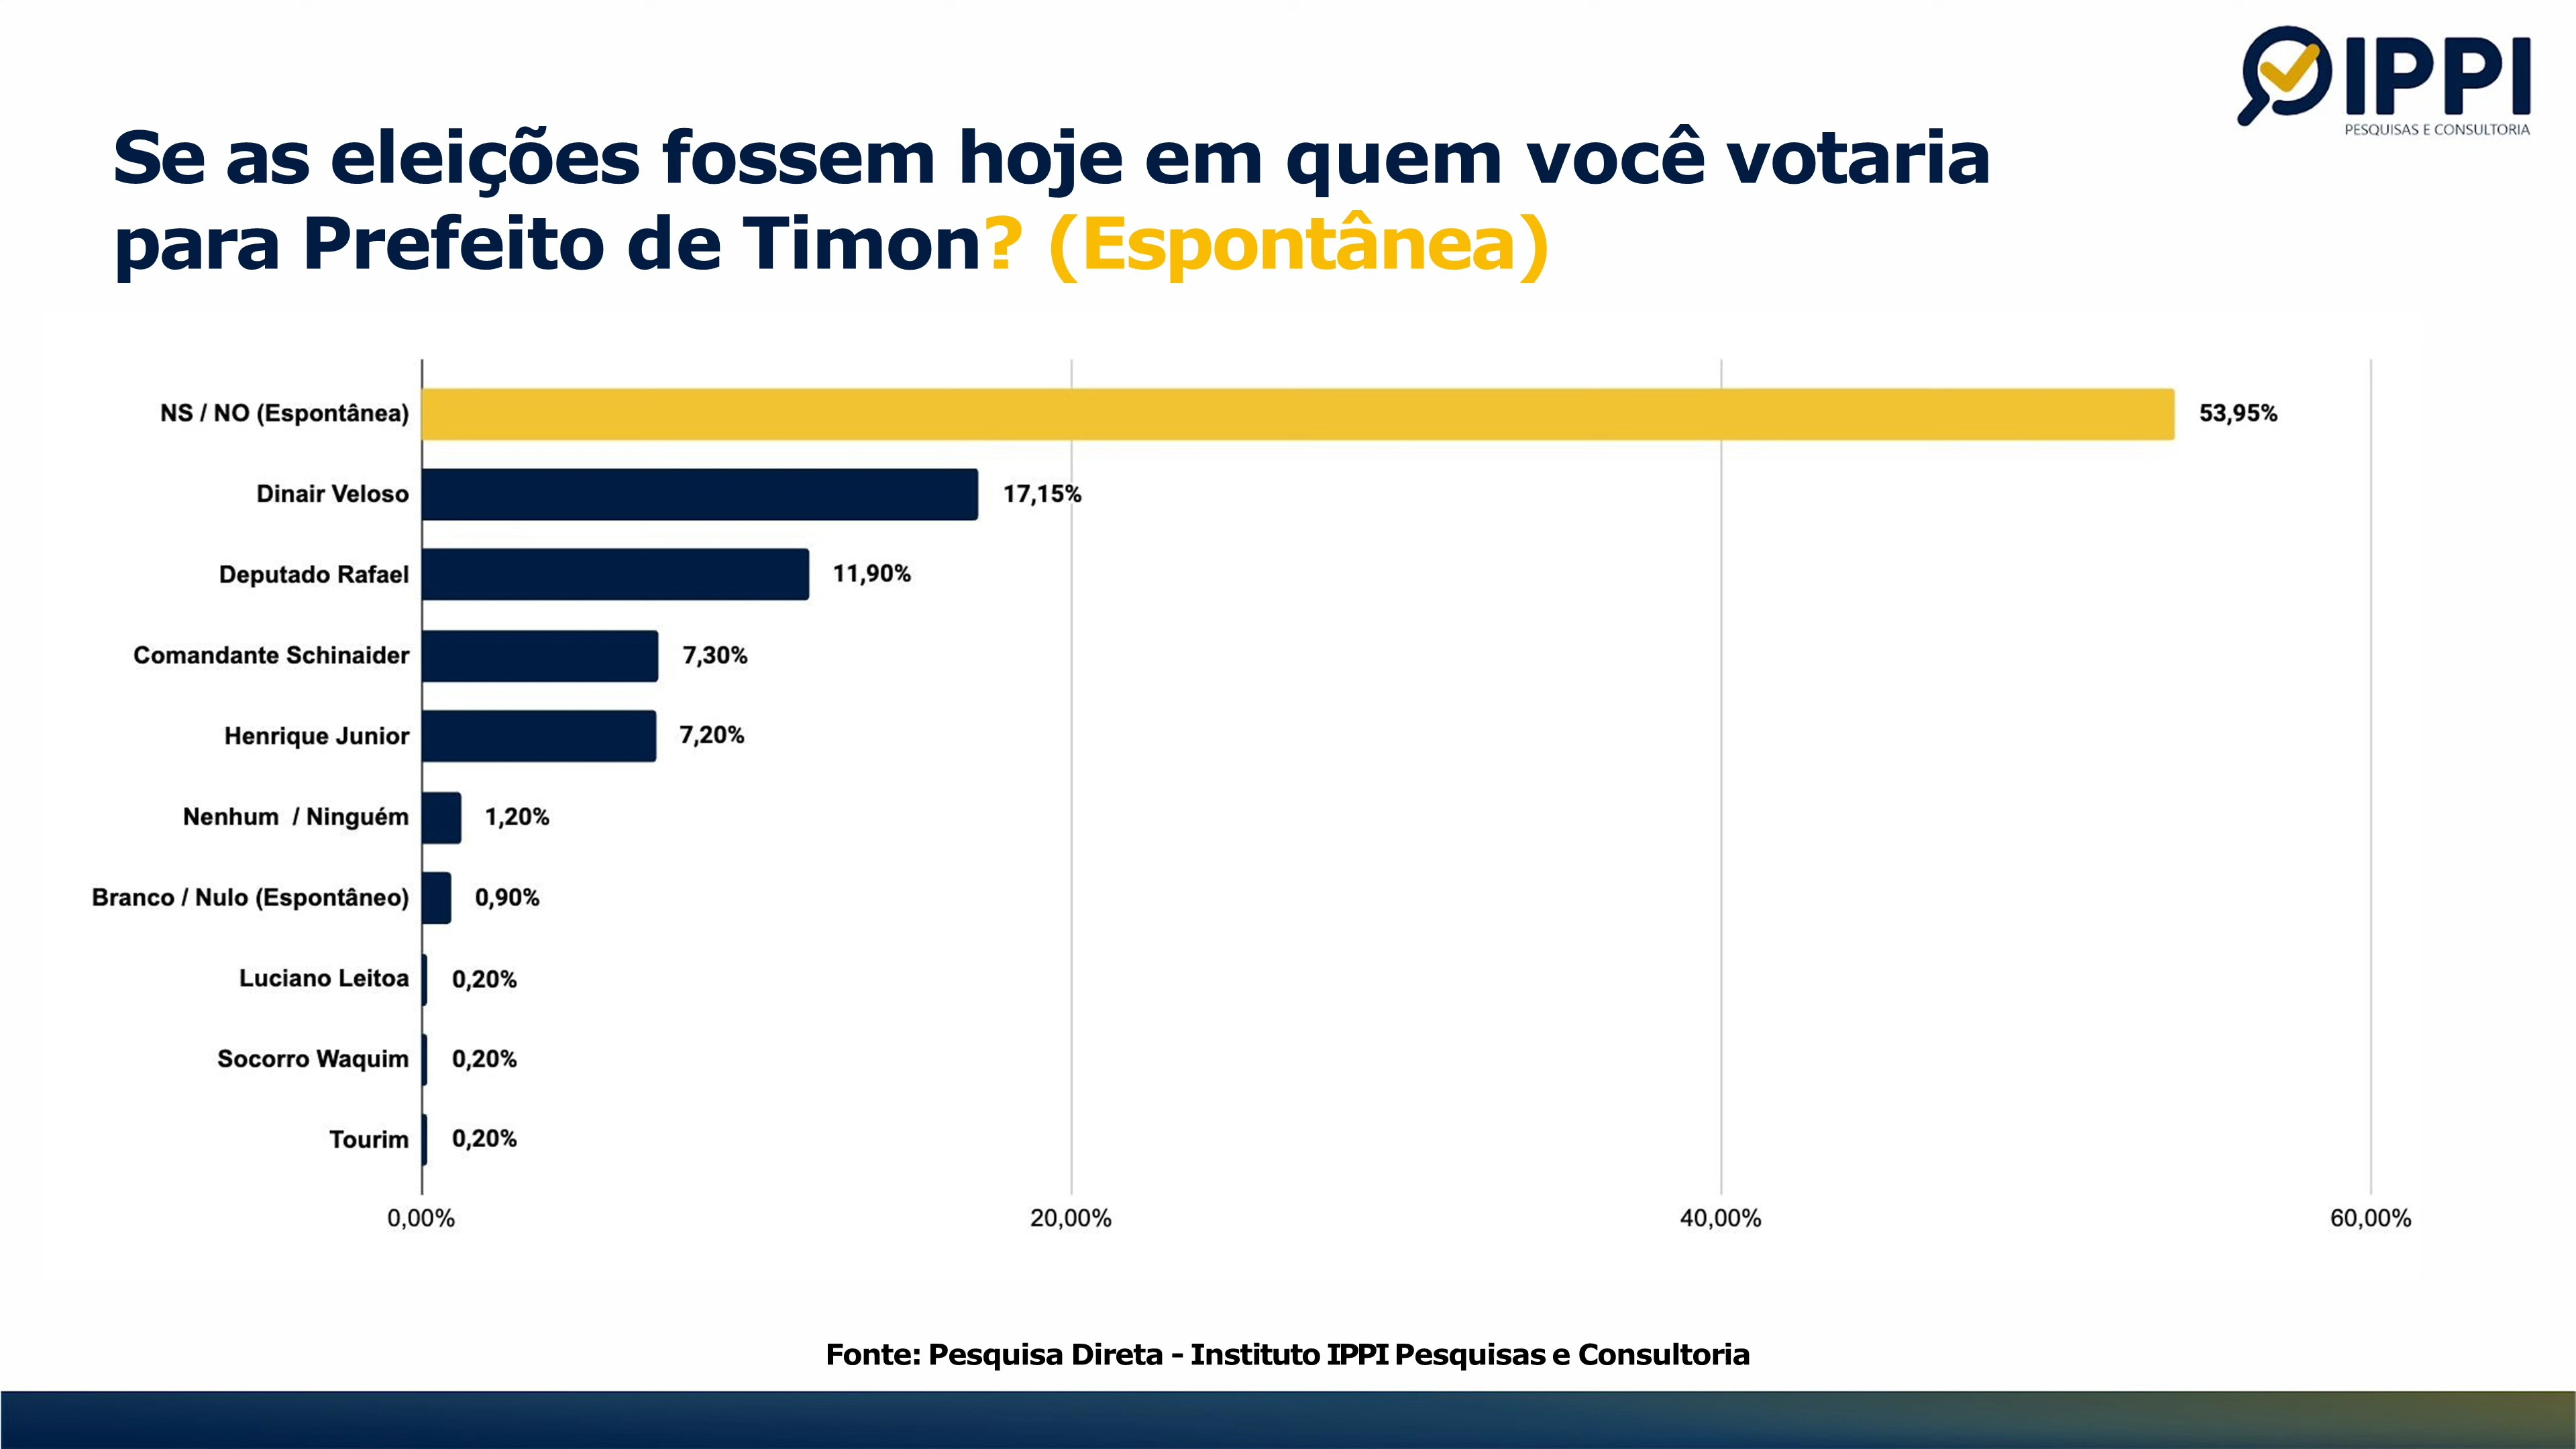 IPPI
PESQUISAS E CONSULTORIA
Se as eleições fossem hoje em quem você votaria
para Prefeito de Timon? (Espontânea)
NS / NO (Espontânea) 53,95%
Dinair Veloso 17,15%
Deputado Rafael 11,90%
Comandante Schinaider 7,30%
Henrique Junior 7,20%
Nenhum / Ninguém 1,20%
Branco / Nulo (Espontâneo) 0,90%
Luciano Leitoa 0,20%
Socorro Waquim 0,20%
Tourim 0,20%
0,00% 20,00% 40,00% 60,00%
Fonte: Pesquisa Direta - Instituto IPPI Pesquisas e Consultoria